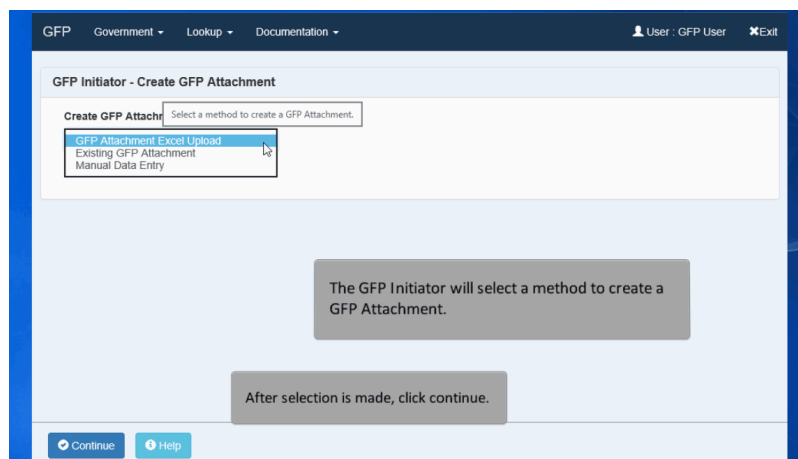 GFP Government Lookup Documentation User : GFP User Exit
GFP Initiator - Create GFP Attachment
Create GFP Attachr Select a method to create a GFP Attachment.
GFP Attachment Excel Upload
Existing GFP Attachment
Manual Data Entry
The GFP Initiator will select a method to create a
GFP Attachment.
After selection is made, click continue.
Continue Help